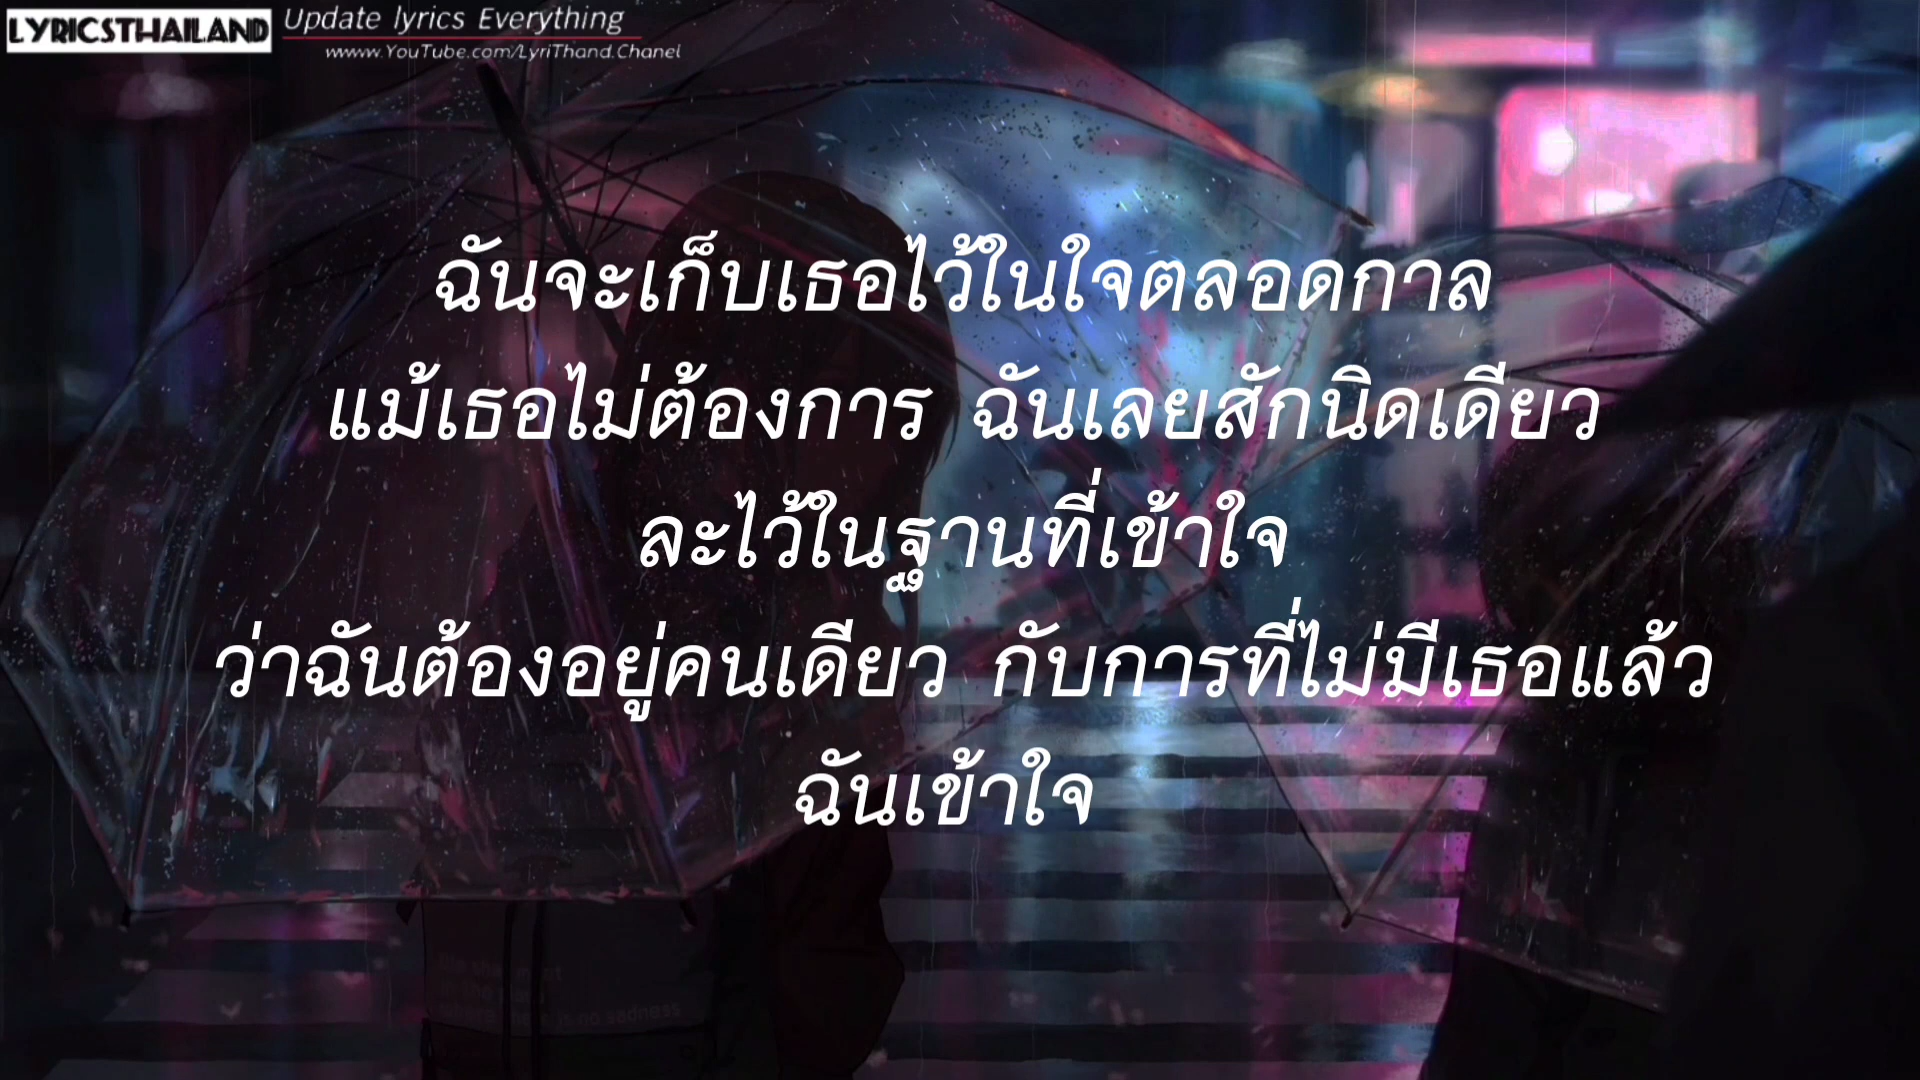 LYRICSTHAILAND
Update lyrics Everything
www.YouTube.com/LyriThand.Chanel
ฉันจะเก็บเธอไว้ในใจตลอดกาล
แม้เธอไม่ต้องการ ฉันเลยสักนิดเดียว
ละไว้ในฐานที่เข้าใจ
ว่าฉันต้องอยู่คนเดียว กับการที่ไม่มีเธอแล้ว
ฉันเข้าใจ
is no sadness